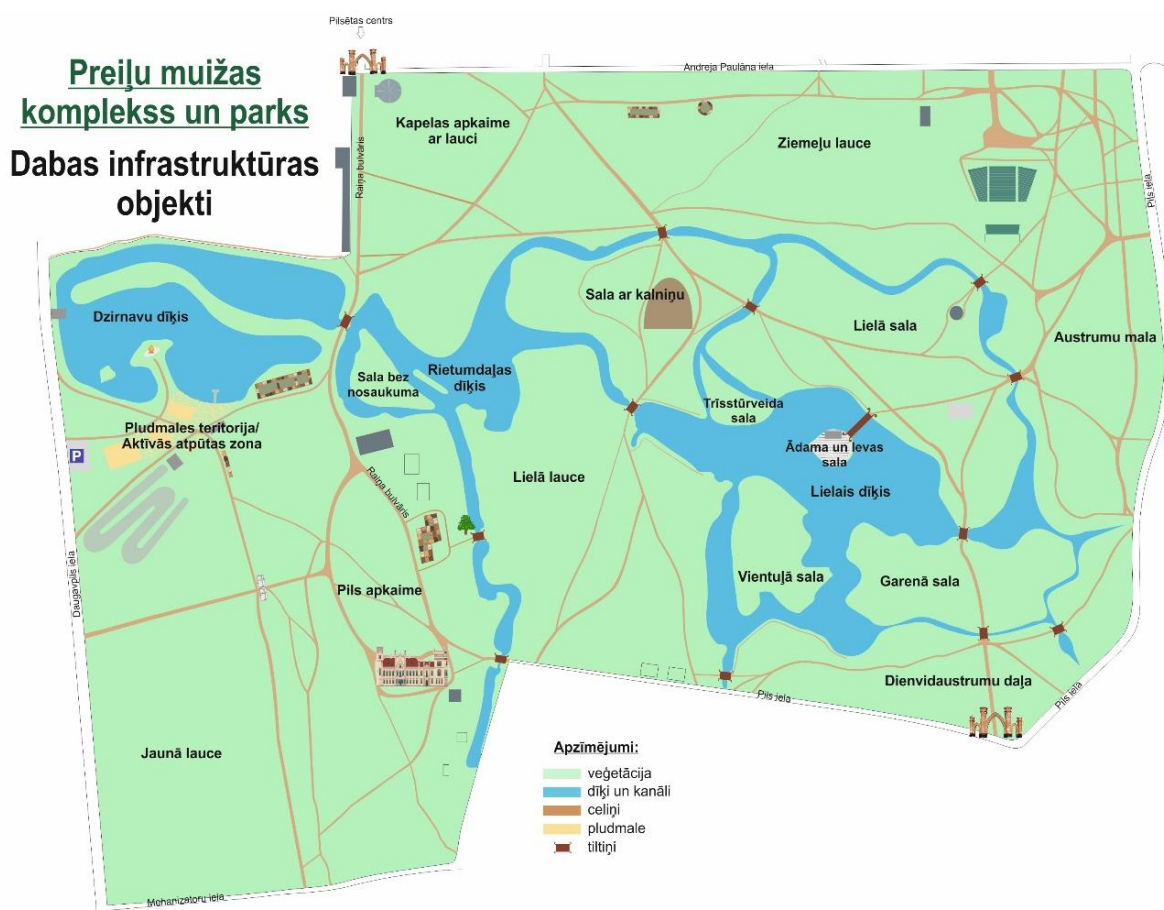 Pilsētas centrs
Preiļu muižas
komplekss un parks
Dabas infrastruktūras
objekti
Andreja Paulāna iela
Kapelas apkaime
ar lauci
Ziemeļu lauce
Raiņa bulvāris
Pils iela
Sala ar kalniņu
Dzirnavu dīķis
Lielā sala
Austrumu mala
Rietumdaļas
dīķis
Sala bez
nosaukuma
Trīsstūrveida
sala
Pludmales teritorija/
Aktīvās atpūtas zona
P
Ādama un Ievas
sala
Lielā lauce
Lielais dīķis
Raiņa bulvāris
Daugavpils iela
Vientuļā sala
Garenā sala
Pils apkaime
Dienvidaustrumu daļa
Pils iela
Pils iela
Jaunā lauce
Apzīmējumi:
veģetācija
dīķi un kanāli
celiņi
pludmale
tiltiņi
Mehanizatoru iela